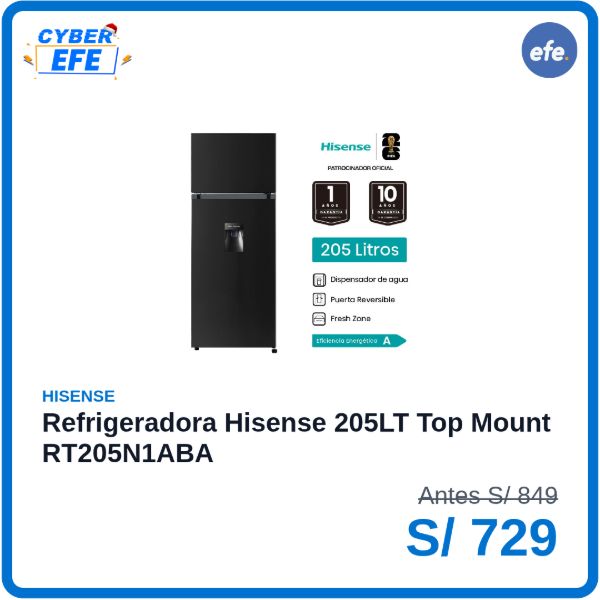 CYBER
EFE
efe.
Hisense
PATROCINADOR OFICIAL
1
AÑOS
GARANTÍA
10
AÑOS
GARANTÍA
205 Litros
Dispensador de agua
Puerta Reversible
Fresh Zone
Eficiencia Energética A
HISENSE
Refrigeradora Hisense 205LT Top Mount
RT205N1ABA
Antes S/ 849
S/ 729